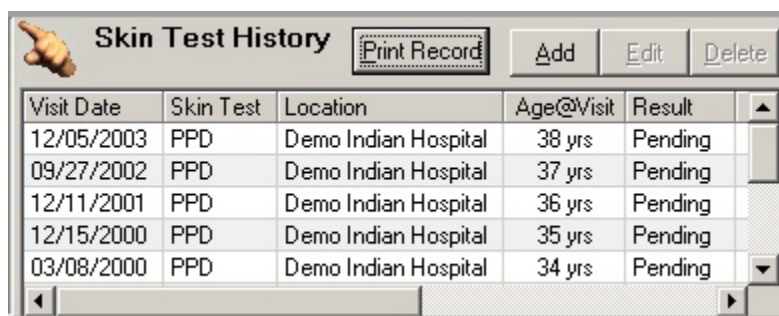 Skin Test History Print Record Add Edit Delete
Visit Date Skin Test Location Age@Visit Result
12/05/2003 PPD Demo Indian Hospital 38 yrs Pending
09/27/2002 PPD Demo Indian Hospital 37 yrs Pending
12/11/2001 PPD Demo Indian Hospital 36 yrs Pending
12/15/2000 PPD Demo Indian Hospital 35 yrs Pending
03/08/2000 PPD Demo Indian Hospital 34 yrs Pending